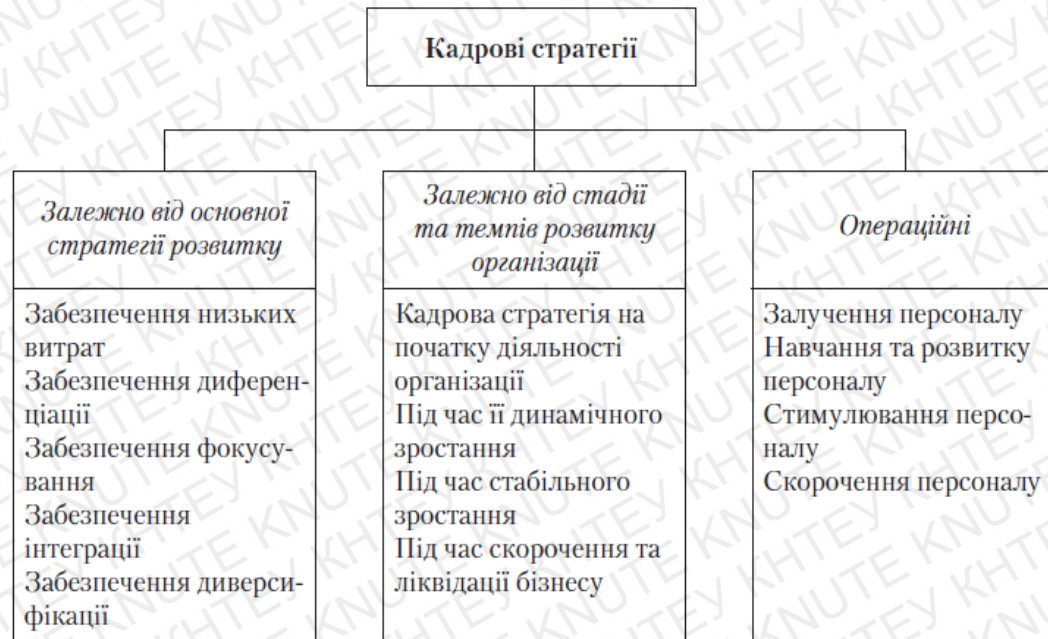 Кадрові стратегії
Залежно від основної
стратегії розвитку
Забезпечення низьких
витрат
Забезпечення диферен-
ціації
Забезпечення фокусу-
вання
Забезпечення
інтеграції
Забезпечення диверси-
фікації
Залежно від стадії
та темпів розвитку
організації
Кадрова стратегія на
початку діяльності
організації
Під час її динамічного
зростання
Під час стабільного
зростання
Під час скорочення та
ліквідації бізнесу
Операційні
Залучення персоналу
Навчання та розвитку
персоналу
Стимулювання персо-
налу
Скорочення персоналу
KNUTE КНТЕУ